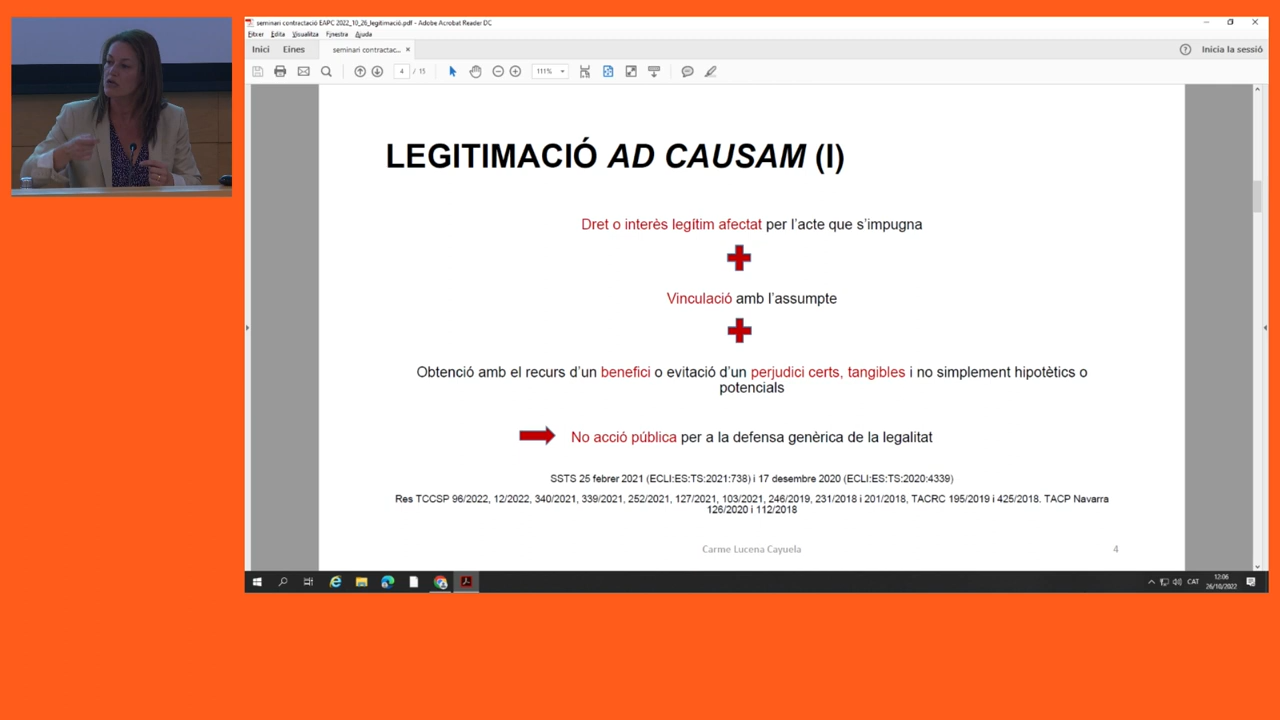 seminari contractació EAPC 2022_10_26_legitimació.pdf - Adobe Acrobat Reader DC
Fitxer Edita Visualitza Finestra Ajuda
Inici Eines seminari contractac... × Inicia la sessió
4 / 15 111%
LEGITIMACIÓ AD CAUSAM (I)
Dret o interès legítim afectat per l'acte que s'impugna
Vinculació amb l'assumpte
Obtenció amb el recurs d'un benefici o evitació d'un perjudici certs, tangibles i no simplement hipotètics o
potencials
No acció pública per a la defensa genèrica de la legalitat
SSTS 25 febrer 2021 (ECLI:ES:TS:2021:738) i 17 desembre 2020 (ECLI:ES:TS:2020:4339)
Res TCCSP 96/2022, 12/2022, 340/2021, 339/2021, 252/2021, 127/2021, 103/2021, 246/2019, 231/2018 i 201/2018, TACRC 195/2019 i 425/2018. TACP Navarra
126/2020 i 112/2018
Carme Lucena Cayuela 4
CAT 12:06
26/10/2022